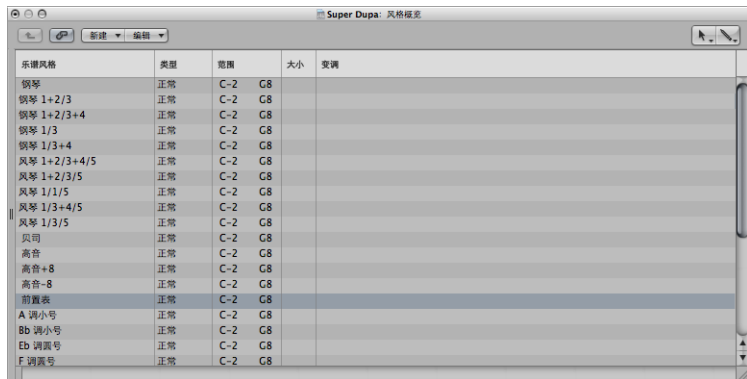 Super Dupa: 风格概览
新建 编辑
乐谱风格 类型 范围 大小 变调
钢琴 正常 C-2 G8
钢琴 1+2/3 正常 C-2 G8
钢琴 1+2/3+4 正常 C-2 G8
钢琴 1/3 正常 C-2 G8
钢琴 1/3+4 正常 C-2 G8
风琴 1+2/3+4/5 正常 C-2 G8
风琴 1+2/3/5 正常 C-2 G8
风琴 1/1/5 正常 C-2 G8
风琴 1/3+4/5 正常 C-2 G8
风琴 1/3/5 正常 C-2 G8
贝司 正常 C-2 G8
高音 正常 C-2 G8
高音+8 正常 C-2 G8
高音-8 正常 C-2 G8
前置表 正常 C-2 G8
A 调小号 正常 C-2 G8
Bb 调小号 正常 C-2 G8
Eb 调圆号 正常 C-2 G8
F 调圆号 正常 C-2 G8